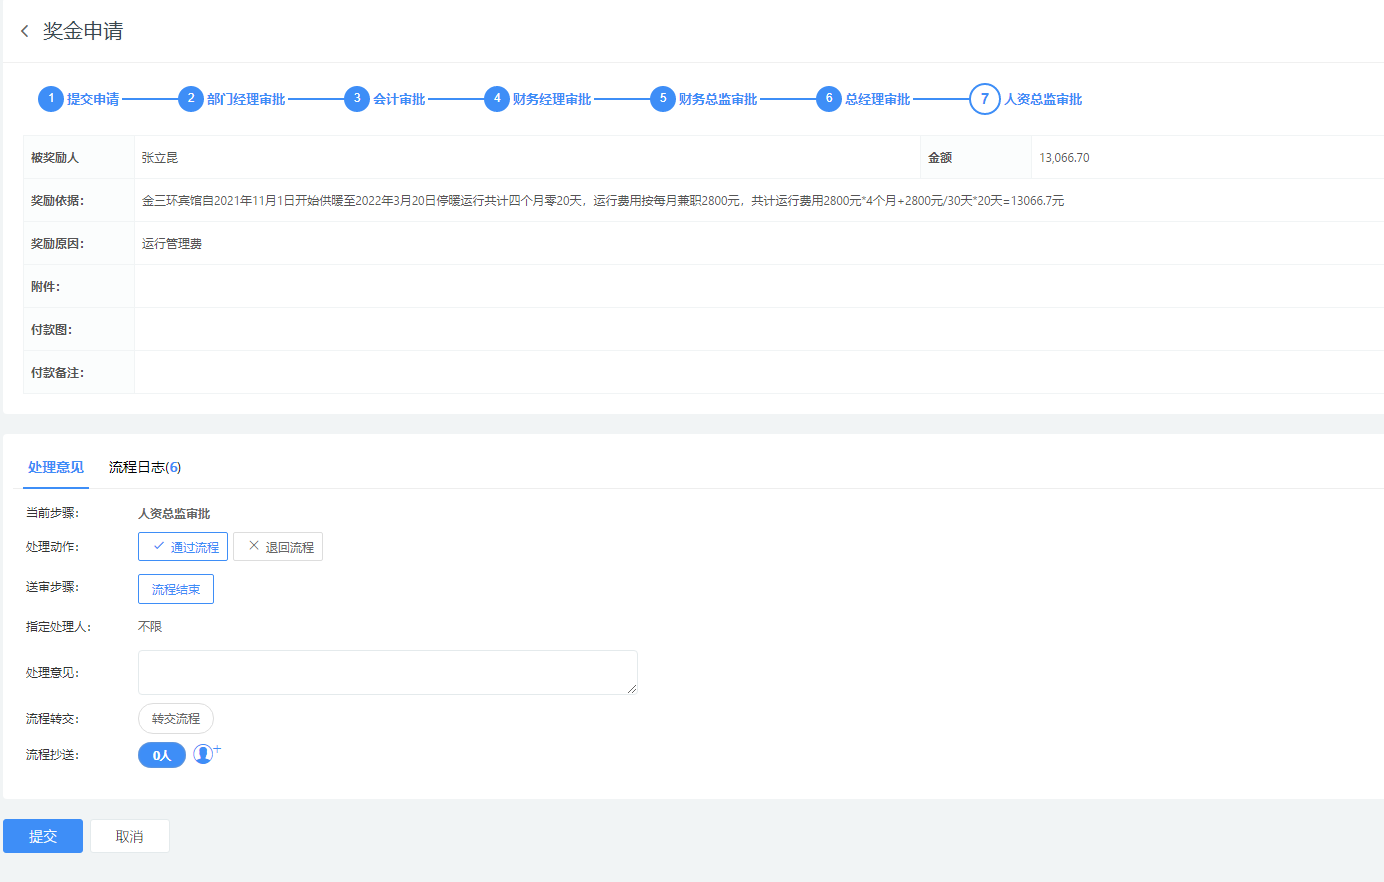 奖金申请
1 提交申请 2 部门经理审批 3 会计审批 4 财务经理审批 5 财务总监审批 6 总经理审批 7 人资总监审批
被奖励人 张立昆 金额 13,066.70
奖励依据: 金三环宾馆自2021年11月1日开始供暖至2022年3月20日停暖运行共计四个月零20天，运行费用按每月兼职2800元，共计运行费用2800元*4个月+2800元/30天*20天=13066.7元
奖励原因: 运行管理费
附件:
付款图:
付款备注:
处理意见 流程日志(6)
当前步骤: 人资总监审批
处理动作: 通过流程 退回流程
送审步骤: 流程结束
指定处理人: 不限
处理意见:
流程转交: 转交流程
流程抄送: 0人
提交 取消